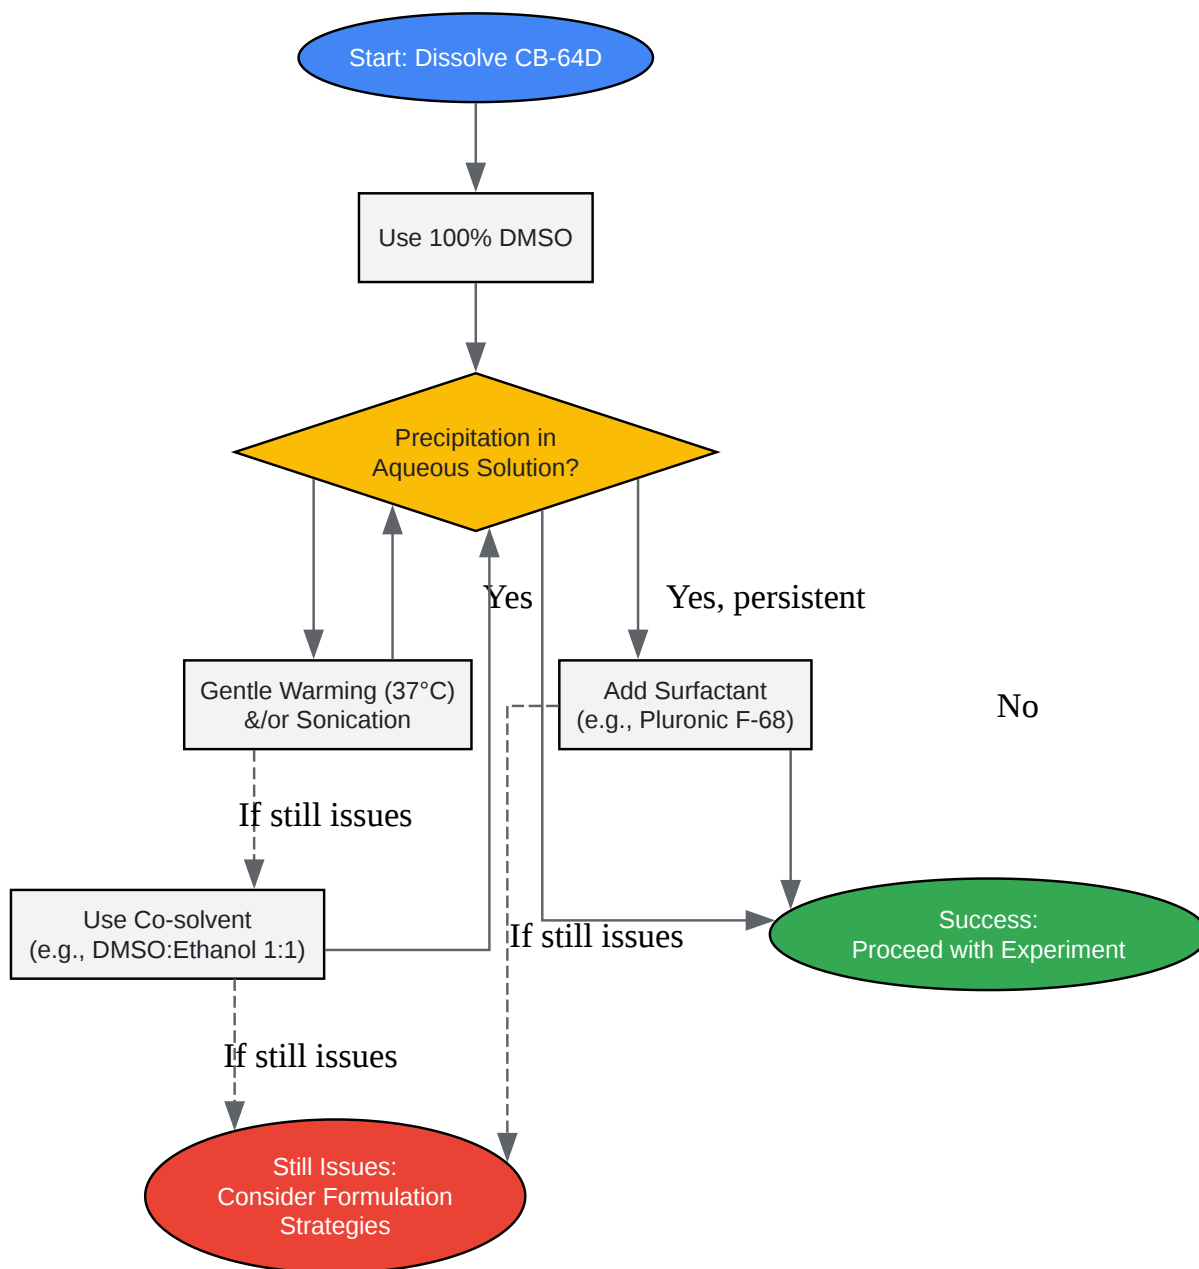 Start: Dissolve CB-64D
Use 100% DMSO
Precipitation in
Aqueous Solution?
Yes
Yes, persistent
Gentle Warming (37°C)
&/or Sonication
Add Surfactant
(e.g., Pluronic F-68)
No
If still issues
Use Co-solvent
(e.g., DMSO:Ethanol 1:1)
If still issues
Success:
Proceed with Experiment
If still issues
Still Issues:
Consider Formulation
Strategies